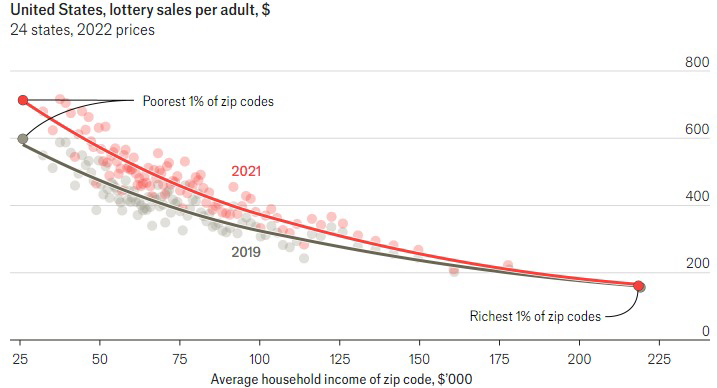 United States, lottery sales per adult, $
24 states, 2022 prices
800
Poorest 1% of zip codes
600
2021
400
2019
200
Richest 1% of zip codes
0
25 50 75 100 125 150 175 200 225
Average household income of zip code, $'000